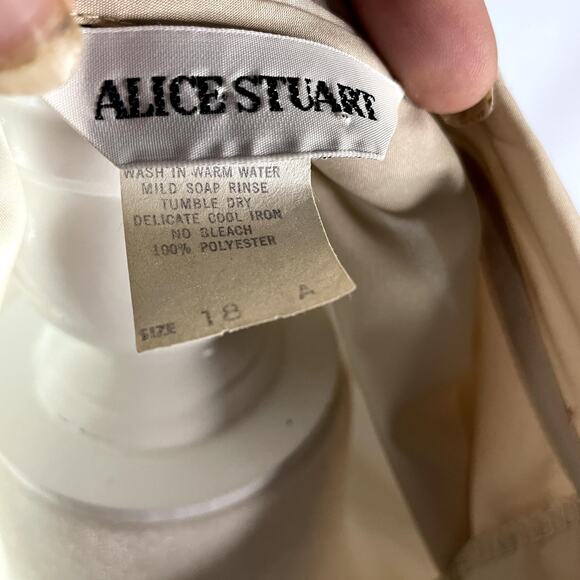 ALICE STUART
WASH IN WARM WATER
MILD SOAP RINSE
TUMBLE DRY
DELICATE COOL IRON
NO BLEACH
100% POLYESTER
SIZE 18 A